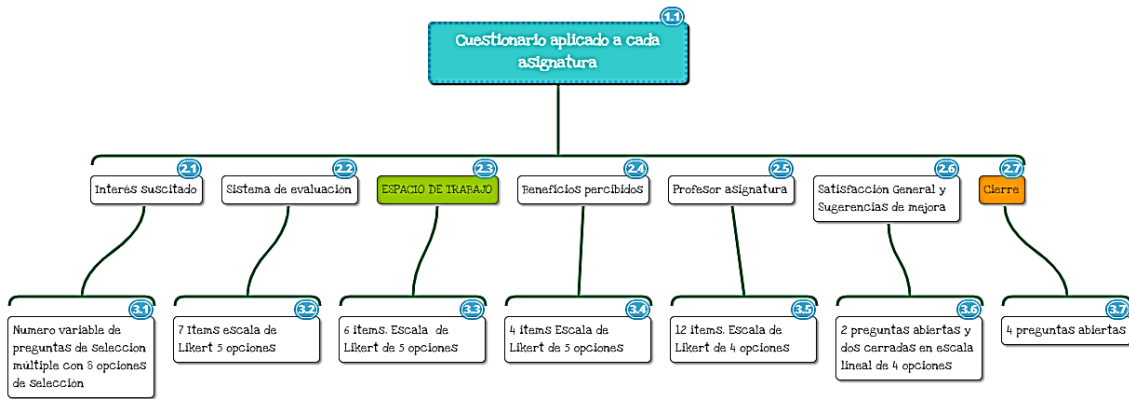 1.1
Cuestionario aplicado a cada
asignatura
2.1
Interés suscitado
2.2
Sistema de evaluación
2.3
ESPACIO DE TRABAJO
2.4
Beneficios percibidos
2.5
Profesor asignatura
2.6
Satisfacción General y
Sugerencias de mejora
2.7
Cierre
3.1
Numero variable de
preguntas de seleccion
múltiple con 8 opciones
de selección
3.2
7 items escala de
Likert 5 opciones
3.3
6 items. Escala de
Likert de 5 opciones
3.4
4 items Escala de
Likert de 5 opciones
3.5
12 items. Escala de
Likert de 4 opciones
3.6
2 preguntas abiertas y
dos cerradas en escala
lineal de 4 opciones
3.7
4 preguntas abiertas